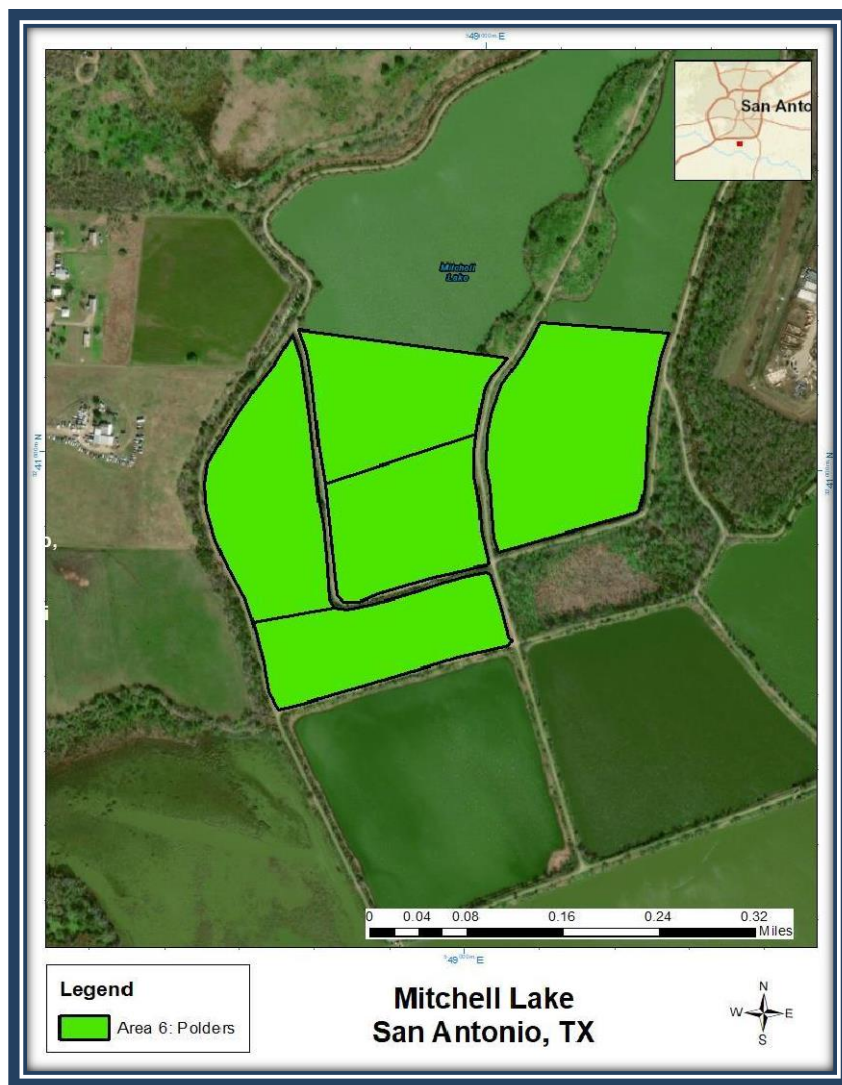 San Anto
Mitchell
Lake
o,
i
0 0.04 0.08 0.16 0.24 0.32
Miles
Legend
Area 6: Polders
Mitchell Lake
San Antonio, TX
N
W E
S